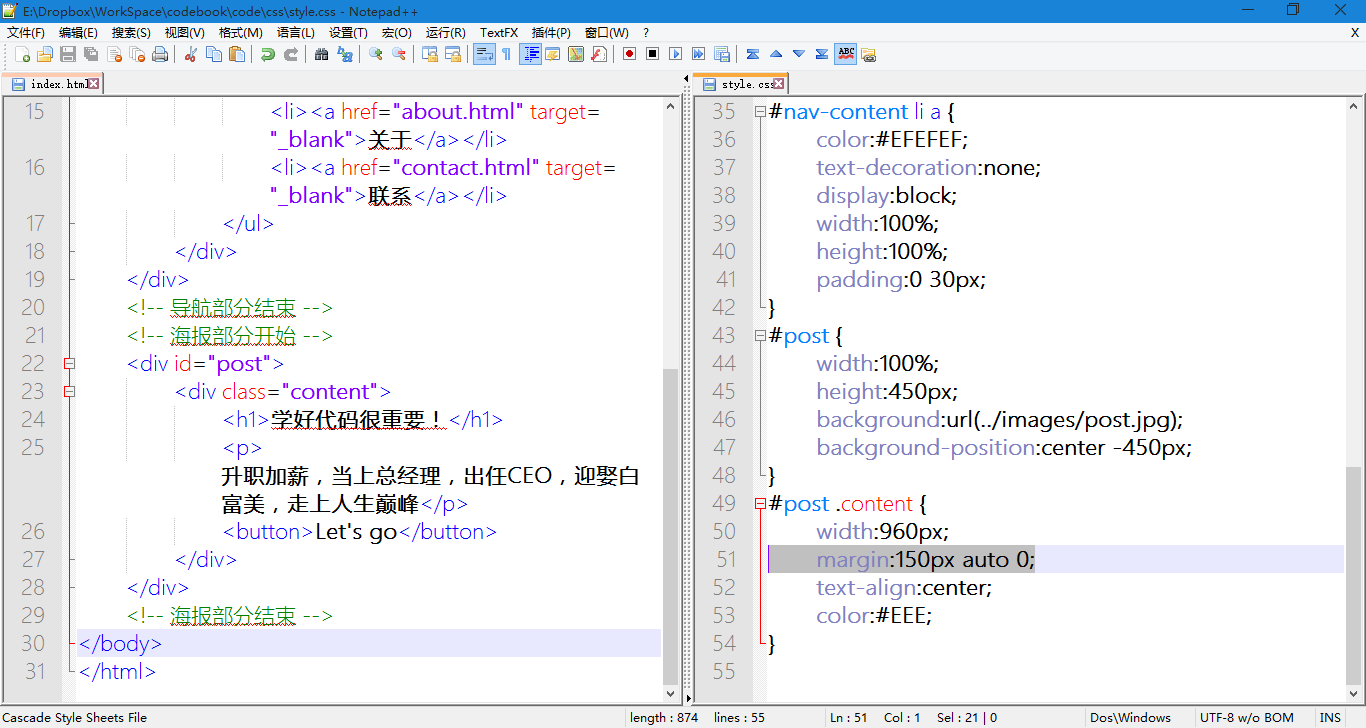 E:\Dropbox\WorkSpace\codebook\code\css\style.css - Notepad++
文件(F) 编辑(E) 搜索(S) 视图(V) 格式(M) 语言(L) 设置(T) 宏(O) 运行(R) TextFX 插件(P) 窗口(W) ? X
index.html
15 <li><a href="about.html" target=
"_blank">关于</a></li>
16 <li><a href="contact.html" target=
"_blank">联系</a></li>
17 </ul>
18 </div>
19 </div>
20 <!-- 导航部分结束 -->
21 <!-- 海报部分开始 -->
22 <div id="post">
23 <div class="content">
24 <h1>学好代码很重要！</h1>
25 <p>
升职加薪，当上总经理，出任CEO，迎娶白
富美，走上人生巅峰</p>
26 <button>Let's go</button>
27 </div>
28 </div>
29 <!-- 海报部分结束 -->
30 </body>
31 </html>
style.css
35 #nav-content li a {
36 color:#EFEFEF;
37 text-decoration:none;
38 display:block;
39 width:100%;
40 height:100%;
41 padding:0 30px;
42 }
43 #post {
44 width:100%;
45 height:450px;
46 background:url(../images/post.jpg);
47 background-position:center -450px;
48 }
49 #post .content {
50 width:960px;
51 margin:150px auto 0;
52 text-align:center;
53 color:#EEE;
54 }
55
Cascade Style Sheets File length : 874 lines : 55 Ln : 51 Col : 1 Sel : 21 | 0 Dos\Windows UTF-8 w/o BOM INS